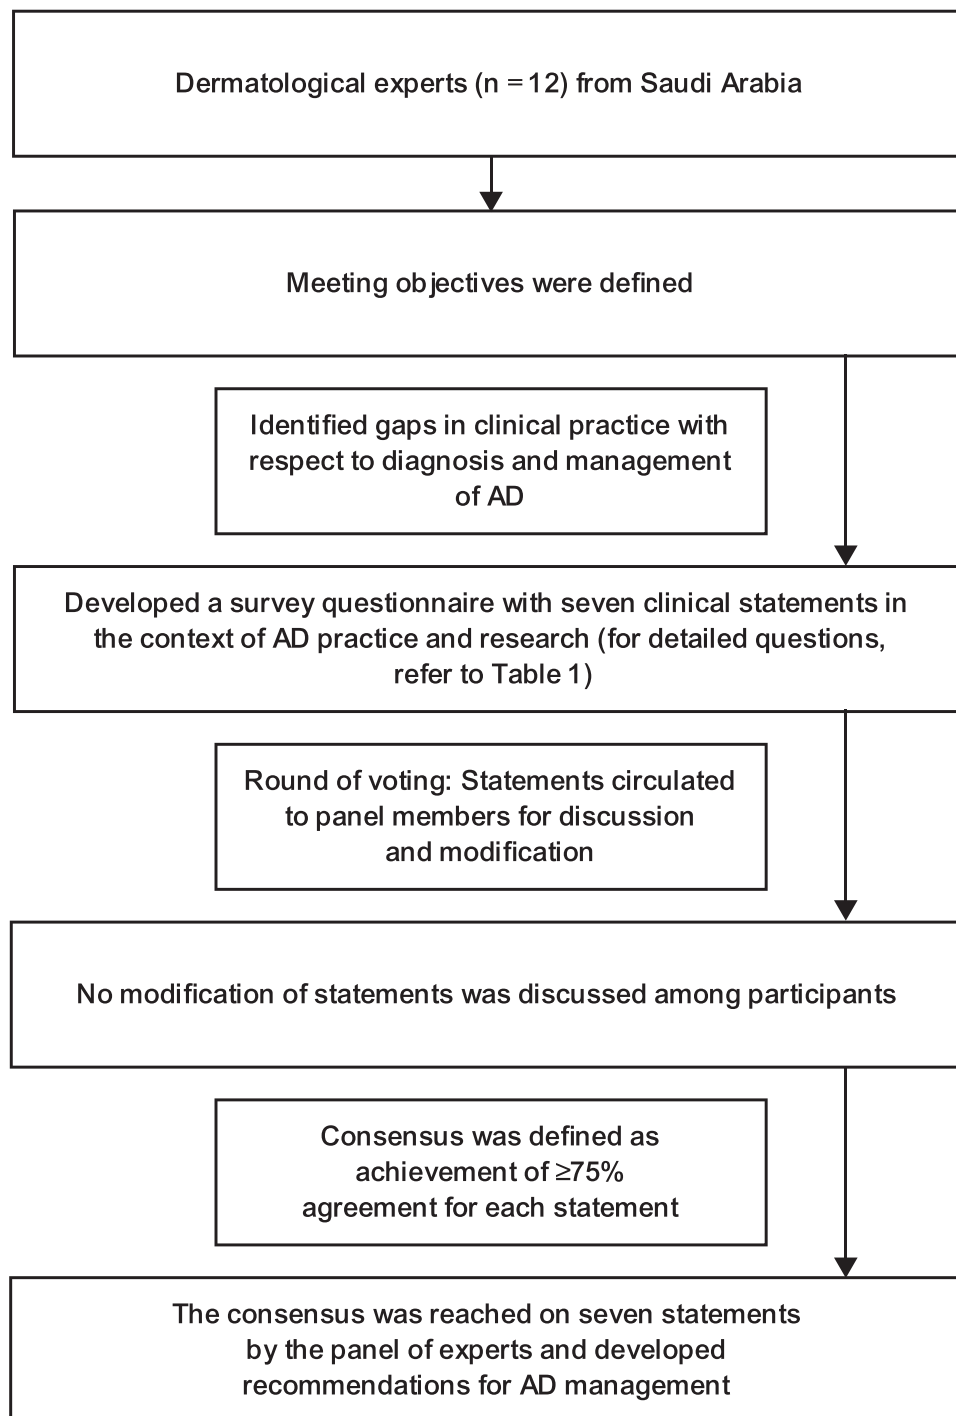 Dermatological experts (n = 12) from Saudi Arabia
Meeting objectives were defined
Identified gaps in clinical practice with
respect to diagnosis and management
of AD
Developed a survey questionnaire with seven clinical statements in
the context of AD practice and research (for detailed questions,
refer to Table 1)
Round of voting: Statements circulated
to panel members for discussion
and modification
No modification of statements was discussed among participants
Consensus was defined as
achievement of ≥75%
agreement for each statement
The consensus was reached on seven statements
by the panel of experts and developed
recommendations for AD management